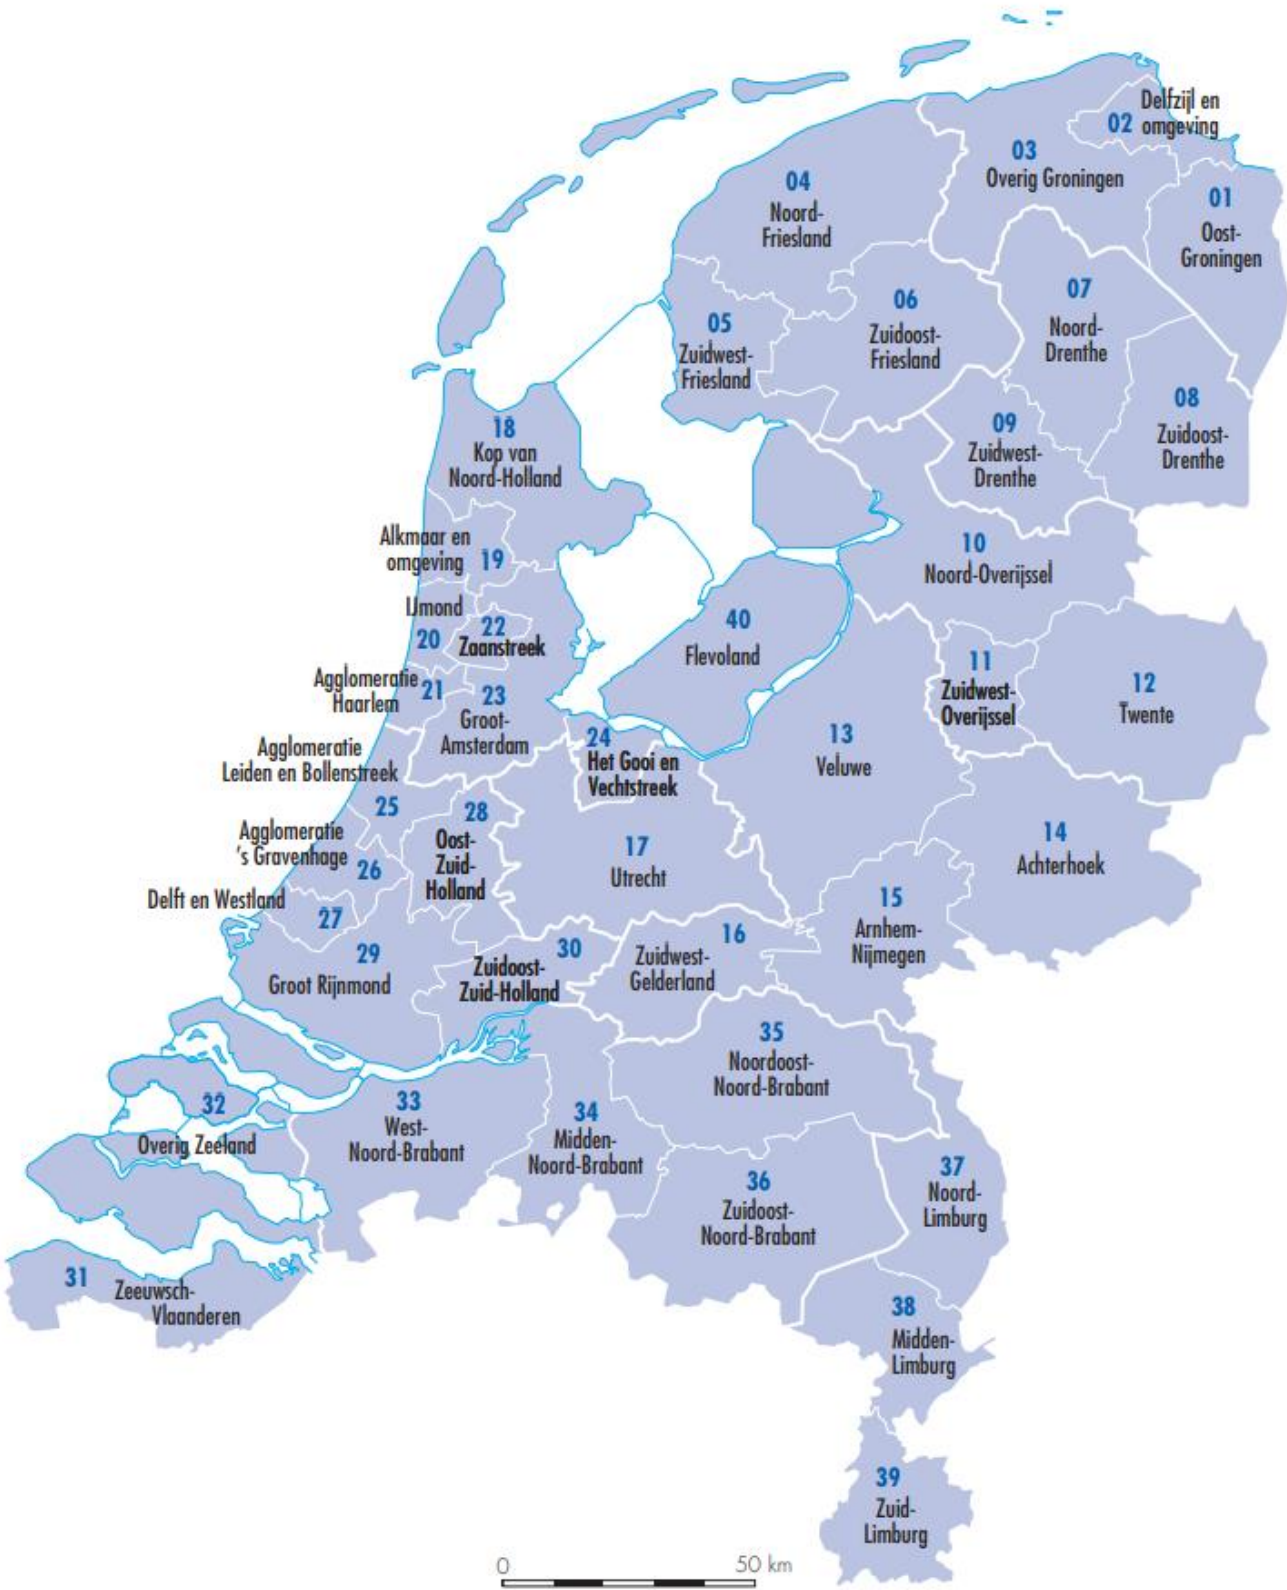 Delfzijl en
02 omgeving
03
Overig Groningen
01
Oost-
Groningen
04
Noord-
Friesland
07
Noord-
Drenthe
06
Zuidoost-
Friesland
05
Zuidwest-
Friesland
08
Zuidoost-
Drenthe
09
Zuidwest-
Drenthe
18
Kop van
Noord-Holland
Alkmaar en
omgeving 19
10
Noord-Overijssel
IJmond
20
22
Zaanstreek
40
Flevoland
11
Zuidwest-
Overijssel
12
Twente
Agglomeratie
Haarlem 21
23
Groot-
Amsterdam
24
Het Gooi en
Vechtstreek
13
Veluwe
Agglomeratie
Leiden en Bollenstreek
25
28
Oost-
Zuid-
Holland
Agglomeratie
's Gravenhage
26
17
Utrecht
14
Achterhoek
Delft en Westland
27
15
Arnhem-
Nijmegen
29
Groot Rijnmond
30
Zuidoost-
Zuid-Holland
16
Zuidwest-
Gelderland
35
Noordoost-
Noord-Brabant
32
Overig Zeeland
33
West-
Noord-Brabant
34
Midden-
Noord-Brabant
36
Zuidoost-
Noord-Brabant
37
Noord-
Limburg
31 Zeeuwsch-
Vlaanderen
38
Midden-
Limburg
39
Zuid-
Limburg
0 50 km